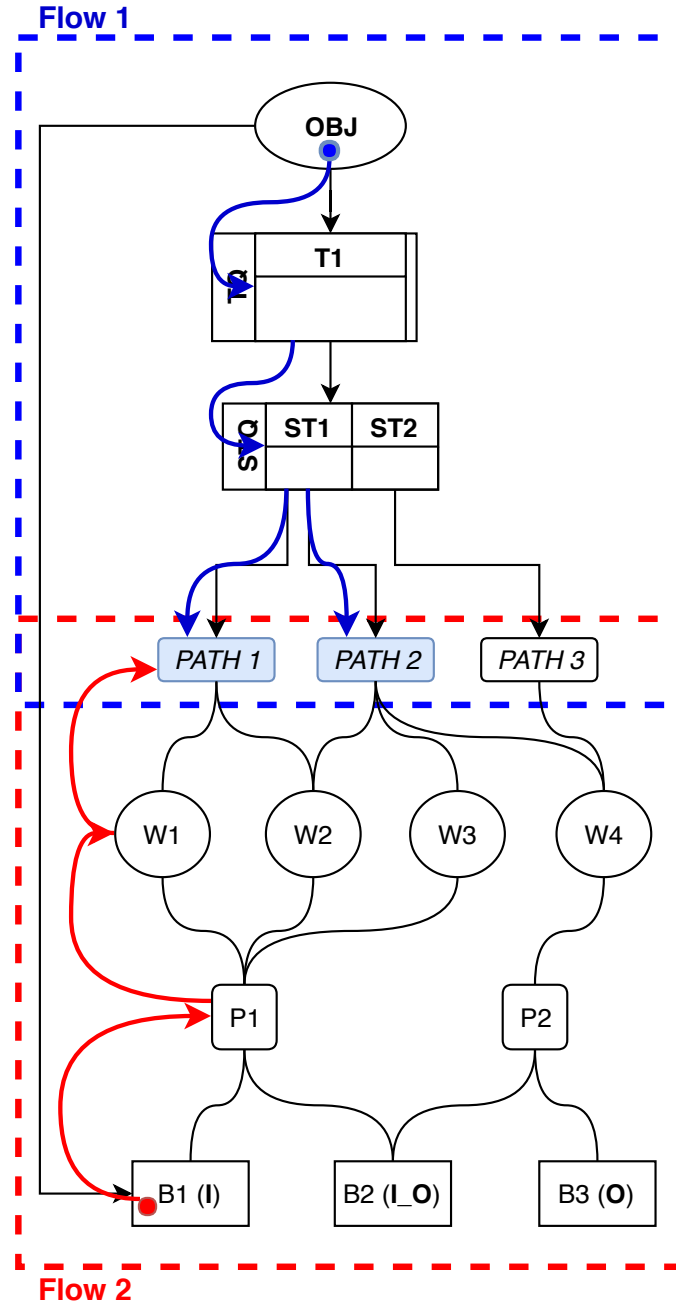 Flow 1
OBJ
T1
TQ
ST1 ST2
STQ
PATH 1 PATH 2 PATH 3
W1 W2 W3 W4
P1 P2
B1 (I) B2 (I_O) B3 (O)
Flow 2